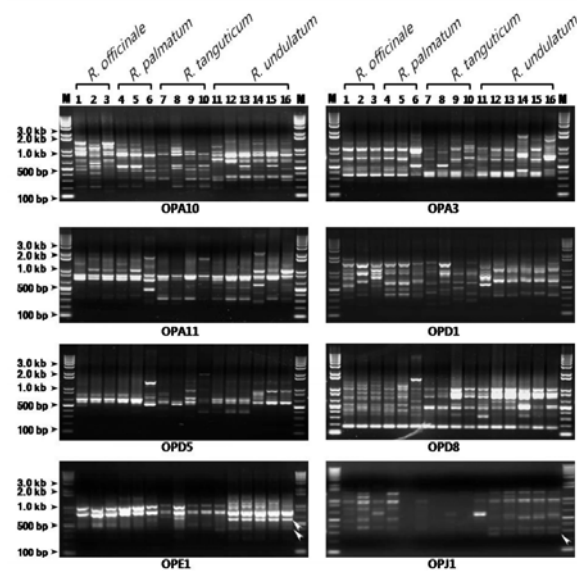 R. officinale R. palmatum R. tanguticum R. undulatum
R. officinale R. palmatum R. tanguticum R. undulatum
M 1 2 3 4 5 6 7 8 9 10 11 12 13 14 15 16 M
M 1 2 3 4 5 6 7 8 9 10 11 12 13 14 15 16 M
3.0 kb
2.0 kb
1.0 kb
500 bp
100 bp
OPA10 OPA3
3.0 kb
2.0 kb
1.0 kb
500 bp
100 bp
OPA11 OPD1
3.0 kb
2.0 kb
1.0 kb
500 bp
100 bp
OPD5 OPD8
3.0 kb
2.0 kb
1.0 kb
500 bp
100 bp
OPE1 OPJ1